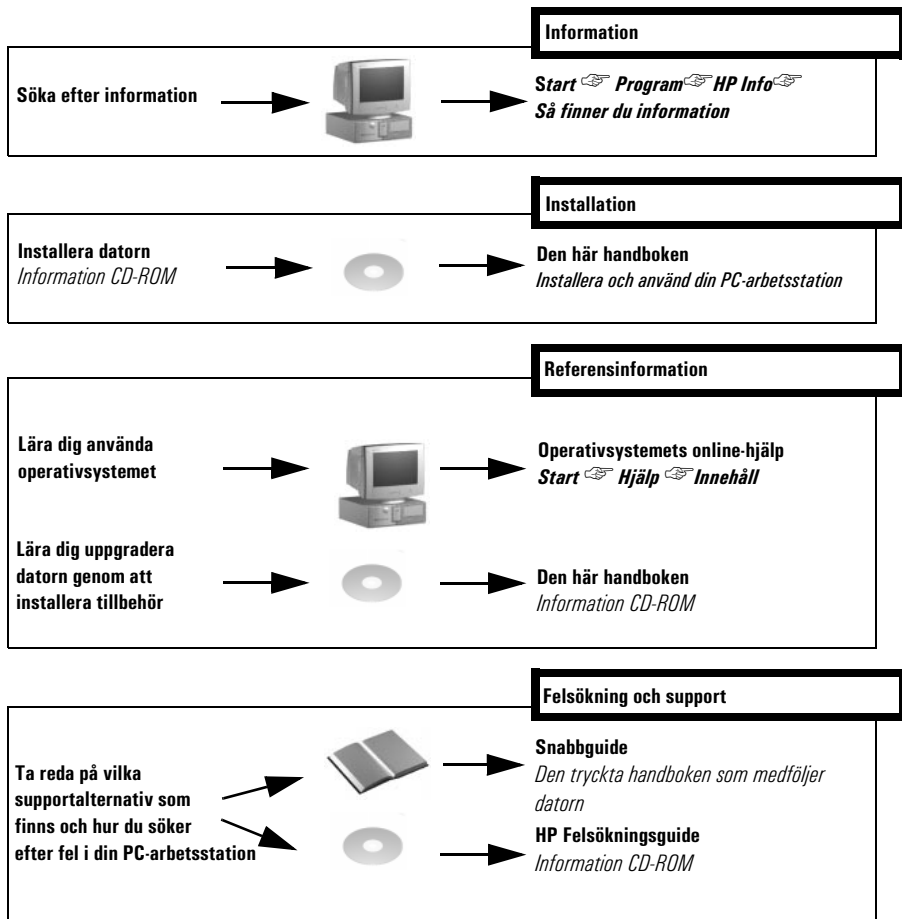 Information
Söka efter information
Start ☞ Program ☞ HP Info ☞
Så finner du information
Installation
Installera datorn
Information CD-ROM
Den här handboken
Installera och använd din PC-arbetsstation
Referensinformation
Lära dig använda
operativsystemet
Operativsystemets online-hjälp
Start ☞ Hjälp ☞ Innehåll
Lära dig uppgradera
datorn genom att
installera tillbehör
Den här handboken
Information CD-ROM
Felsökning och support
Ta reda på vilka
supportalternativ som
finns och hur du söker
efter fel i din PC-arbetsstation
Snabbguide
Den tryckta handboken som medföljer
datorn
HP Felsökningsguide
Information CD-ROM